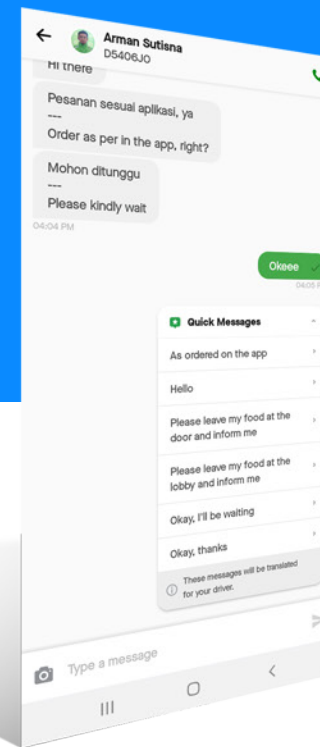 Arman Sutisna
D5406JO
Hi there
Pesanan sesuai aplikasi, ya
---
Order as per in the app, right?
Mohon ditunggu
---
Please kindly wait
04:04 PM
Okeee
04:05
Quick Messages
As ordered on the app
Hello
Please leave my food at the
door and inform me
Please leave my food at the
lobby and inform me
Okay, I'll be waiting
Okay, thanks
These messages will be translated
for your driver.
Type a message